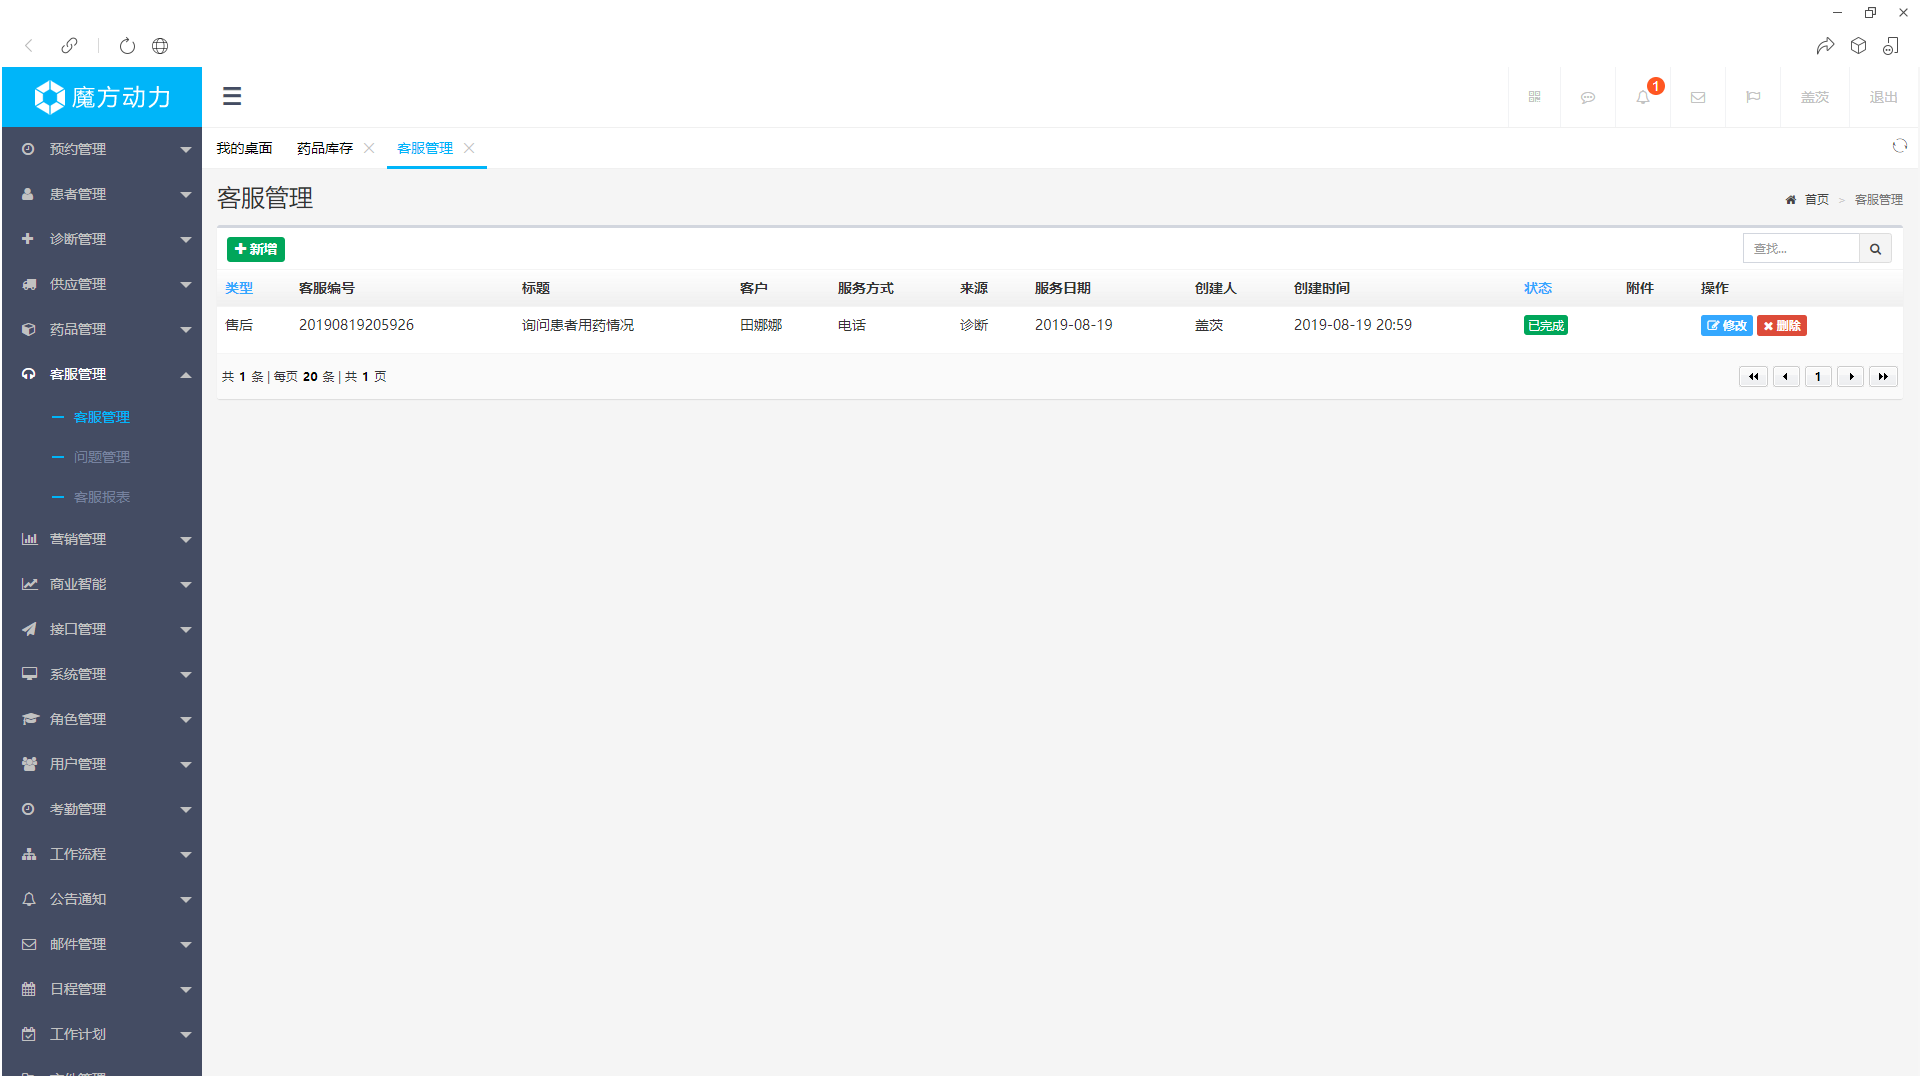 魔方动力
1
盖茨
退出
我的桌面
药品库存
客服管理
预约管理
患者管理
诊断管理
供应管理
药品管理
客服管理
客服管理
问题管理
客服报表
营销管理
商业智能
接口管理
系统管理
角色管理
用户管理
考勤管理
工作流程
公告通知
邮件管理
日程管理
工作计划
客服管理
首页 > 客服管理
新增
查找...
类型 客服编号 标题 客户 服务方式 来源 服务日期 创建人 创建时间 状态 附件 操作
售后 20190819205926 询问患者用药情况 田娜娜 电话 诊断 2019-08-19 盖茨 2019-08-19 20:59 已完成 修改 删除
共 1 条 | 每页 20 条 | 共 1 页
1